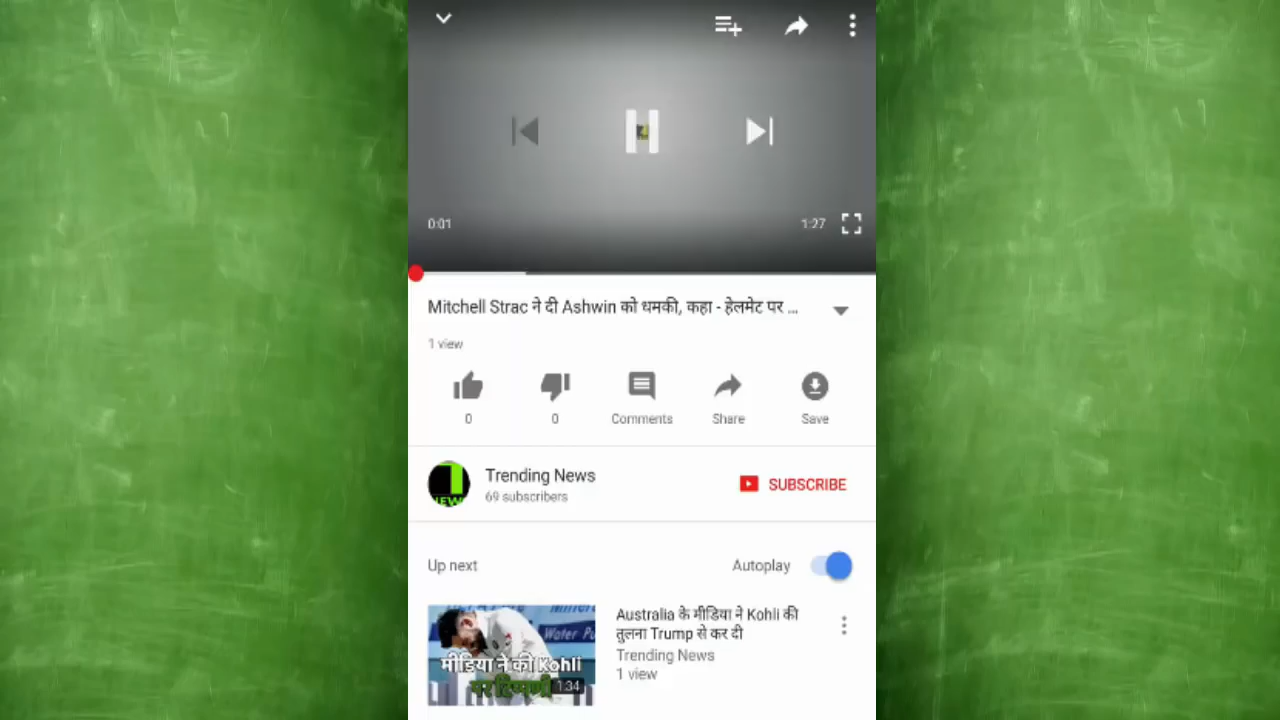 0:01
1:27
Mitchell Strac ने दी Ashwin को धमकी, कहा - हेलमेट पर ...
1 view
0
0
Comments
Share
Save
Trending News
69 subscribers
SUBSCRIBE
Up next
Autoplay
Australia के मीडिया ने Kohli की
तुलना Trump से कर दी
Trending News
1 view
मीडिया ने की Kohli
पर टिप्पणी
1:34